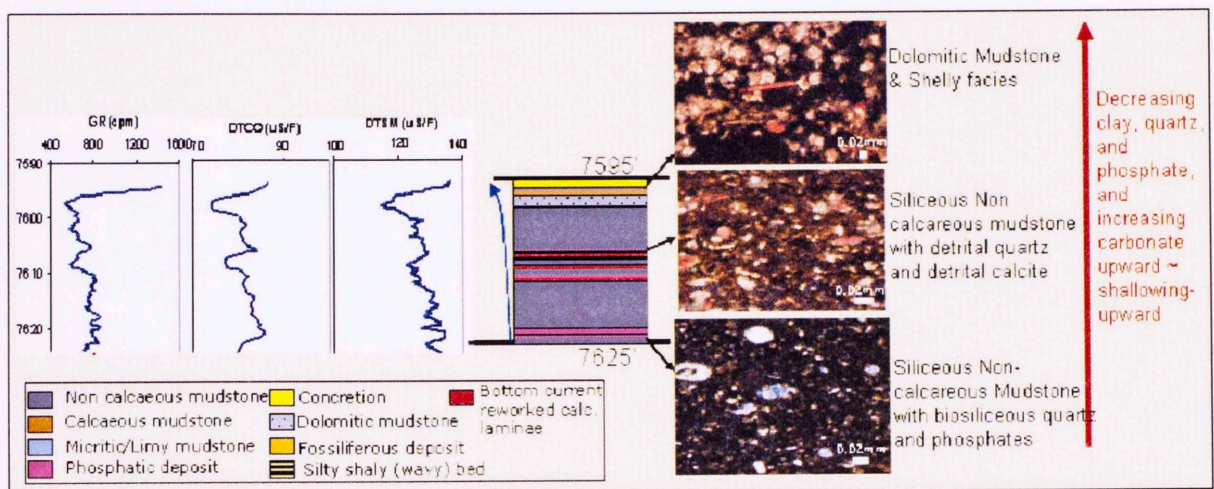 GR (cpm)
400 800 1200 1600
DTCO (uS/F)
70 90
DTSM (uS/F)
100 120 140
7590
7600
7610
7620
7595'
7625'
Dolomitic Mudstone
& Shelly facies
0.02mm
Siliceous Non
calcareous mudstone
with detrital quartz
and detrital calcite
0.02mm
Siliceous Non-
calcareous Mudstone
with biosiliceous quartz
and phosphates
0.02mm
Decreasing
clay, quartz,
and
phosphate,
and
increasing
carbonate
upward ~
shallowing-
upward
Non calcaeous mudstone
Calcaeous mudstone
Micritic/Limy mudstone
Phosphatic deposit
Concretion
Dolomitic mudstone
Fossiliferous deposit
Silty shaly (wavy) bed
Bottom current
reworked calc.
laminae